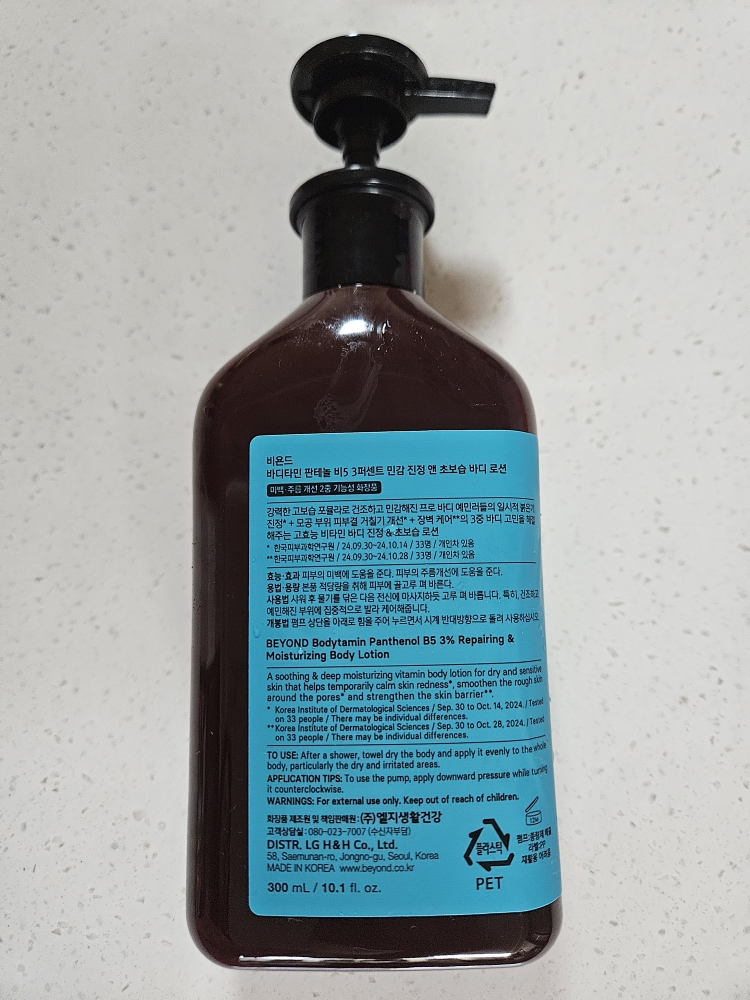 비욘드
바디타민 판테놀 비5 3퍼센트 민감 진정 앤 초보습 바디 로션
미백·주름 개선 2중 기능성 화장품
강력한 고보습 포뮬라로 건조하고 민감해진 프로 바디 예민러들의 일시적 붉은기
진정* + 모공 부위 피부결 거칠기 개선* + 장벽 케어**의 3중 바디 고민을 해결
해주는 고효능 비타민 바디 진정 & 초보습 로션
* 한국피부과학연구원 / 24.09.30~24.10.14 / 33명 / 개인차 있음
**한국피부과학연구원 / 24.09.30~24.10.28 / 33명 / 개인차 있음
효능·효과 피부의 미백에 도움을 준다. 피부의 주름개선에 도움을 준다.
용법·용량 본품 적당량을 취해 피부에 골고루 펴 바른다.
사용법 샤워 후 물기를 닦은 다음 전신에 마사지하듯 고루 펴 바릅니다. 특히, 건조하고
예민해진 부위에 집중적으로 발라 케어해줍니다.
개봉법 펌프 상단을 아래로 힘을 주어 누르면서 시계 반대방향으로 돌려 사용하십시오.
BEYOND Bodytamin Panthenol B5 3% Repairing &
Moisturizing Body Lotion
A soothing & deep moisturizing vitamin body lotion for dry and sensitive
skin that helps temporarily calm skin redness*, smoothen the rough skin
around the pores* and strengthen the skin barrier**.
* Korea Institute of Dermatological Sciences / Sep. 30 to Oct. 14, 2024. / Tested
on 33 people / There may be individual differences.
**Korea Institute of Dermatological Sciences / Sep. 30 to Oct. 28, 2024. / Tested
on 33 people / There may be individual differences.
TO USE: After a shower, towel dry the body and apply it evenly to the whole
body, particularly the dry and irritated areas.
APPLICATION TIPS: To use the pump, apply downward pressure while turning
it counterclockwise.
WARNINGS: For external use only. Keep out of reach of children.
화장품 제조원 및 책임판매원 : (주)엘지생활건강
고객상담실 : 080-023-7007 (수신자부담)
DISTR. LG H&H Co., Ltd.
58, Saemunan-ro, Jongno-gu, Seoul, Korea
MADE IN KOREA www.beyond.co.kr
300 mL / 10.1 fl. oz.
플라스틱
PET
12M
라벨:PP
재활용 어려움